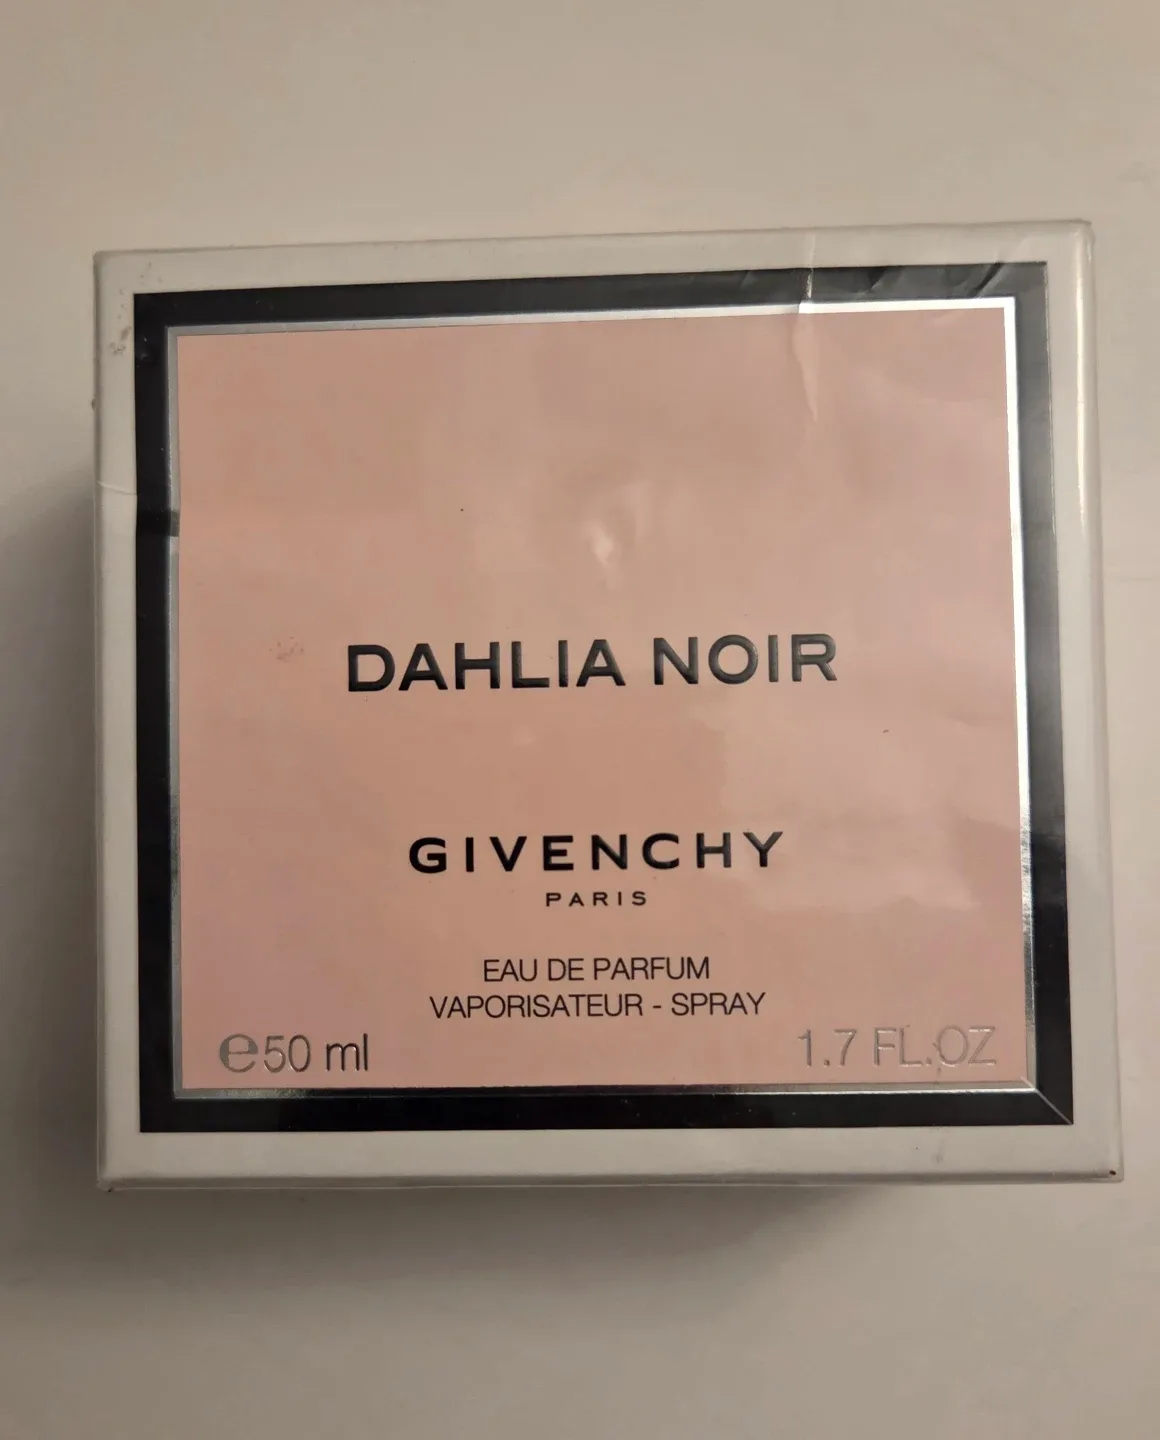 DAHLIA NOIR
GIVENCHY
PARIS
EAU DE PARFUM
VAPORISATEUR - SPRAY
℮50 ml 1.7 FL.OZ